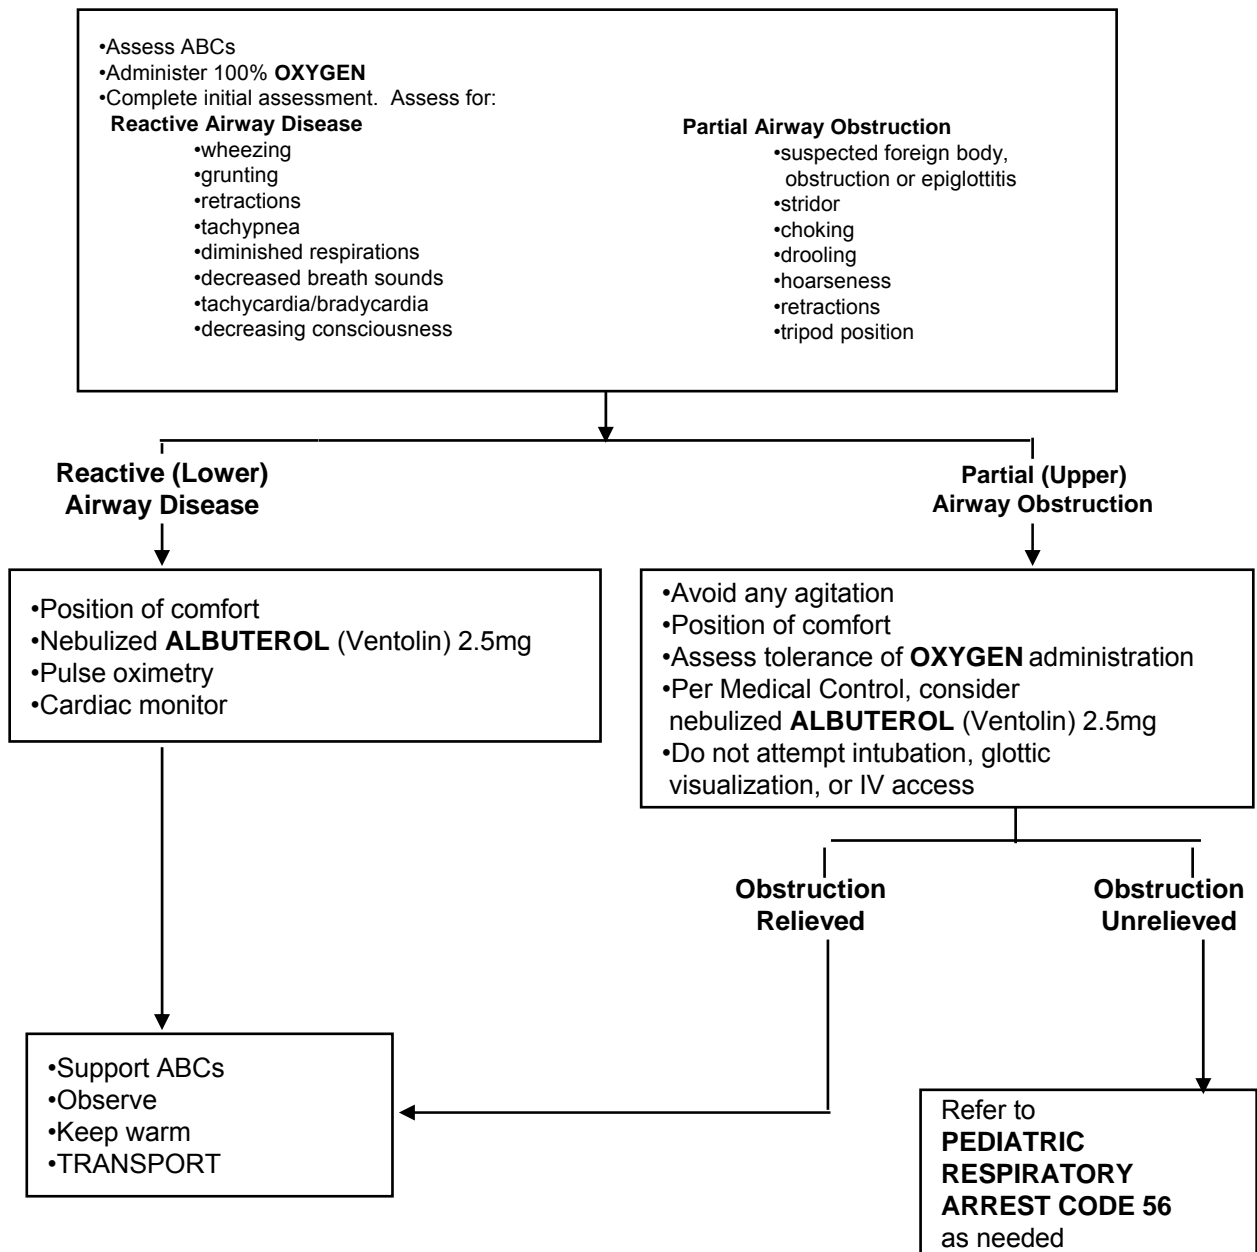 •Assess ABCs
•Administer 100% OXYGEN
•Complete initial assessment.  Assess for:
Reactive Airway Disease
•wheezing
•grunting
•retractions
•tachypnea
•diminished respirations
•decreased breath sounds
•tachycardia/bradycardia
•decreasing consciousness
Partial Airway Obstruction
•suspected foreign body,
obstruction or epiglottitis
•stridor
•choking
•drooling
•hoarseness
•retractions
•tripod position
Reactive (Lower)
Airway Disease
Partial (Upper)
Airway Obstruction
•Position of comfort
•Nebulized ALBUTEROL (Ventolin) 2.5mg
•Pulse oximetry
•Cardiac monitor
•Avoid any agitation
•Position of comfort
•Assess tolerance of OXYGEN administration
•Per Medical Control, consider
nebulized ALBUTEROL (Ventolin) 2.5mg
•Do not attempt intubation, glottic
visualization, or IV access
Obstruction
Relieved
Obstruction
Unrelieved
•Support ABCs
•Observe
•Keep warm
•TRANSPORT
Refer to
PEDIATRIC
RESPIRATORY
ARREST CODE 56
as needed